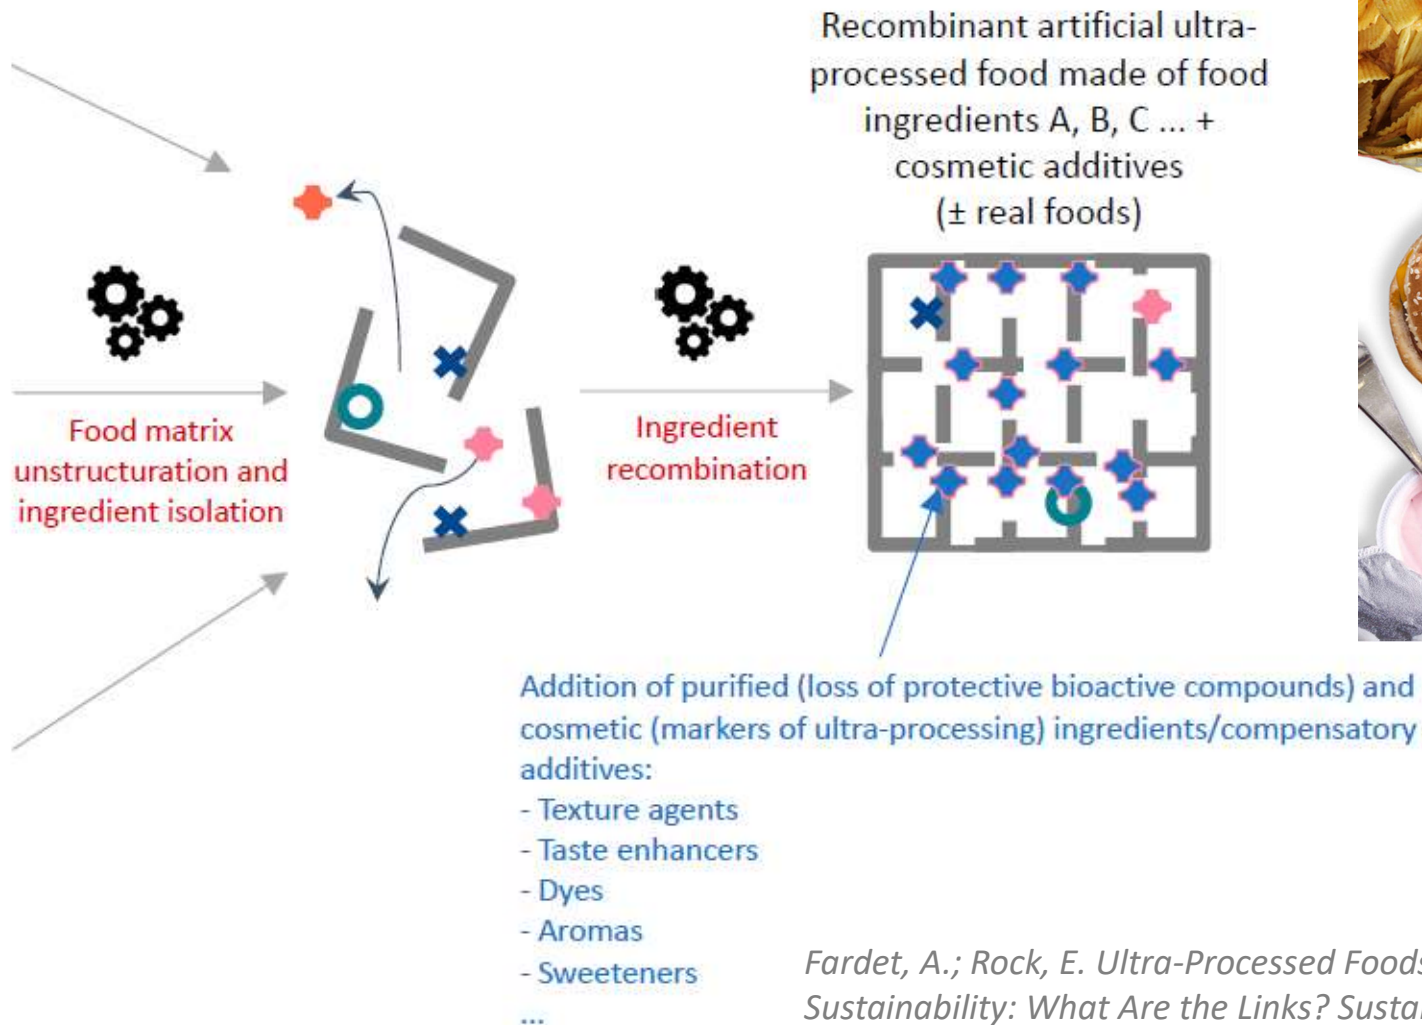 Recombinant artificial ultra-
processed food made of food
ingredients A, B, C ... +
cosmetic additives
(± real foods)
Food matrix
unstructuration and
ingredient isolation
Ingredient
recombination
Addition of purified (loss of protective bioactive compounds) and
cosmetic (markers of ultra-processing) ingredients/compensatory
additives:
- Texture agents
- Taste enhancers
- Dyes
- Aromas
- Sweeteners
...
Fardet, A.; Rock, E. Ultra-Processed Foods
Sustainability: What Are the Links? Susta